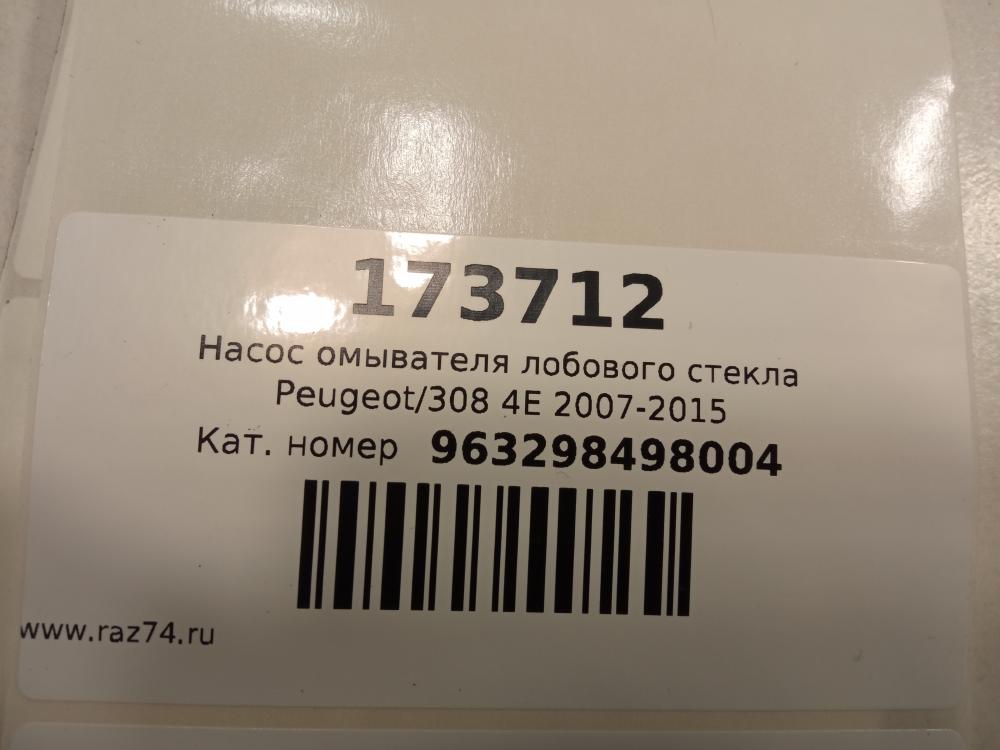 173712
Насос омывателя лобового стекла
Peugeot/308 4E 2007-2015
Кат. номер 963298498004
www.raz74.ru